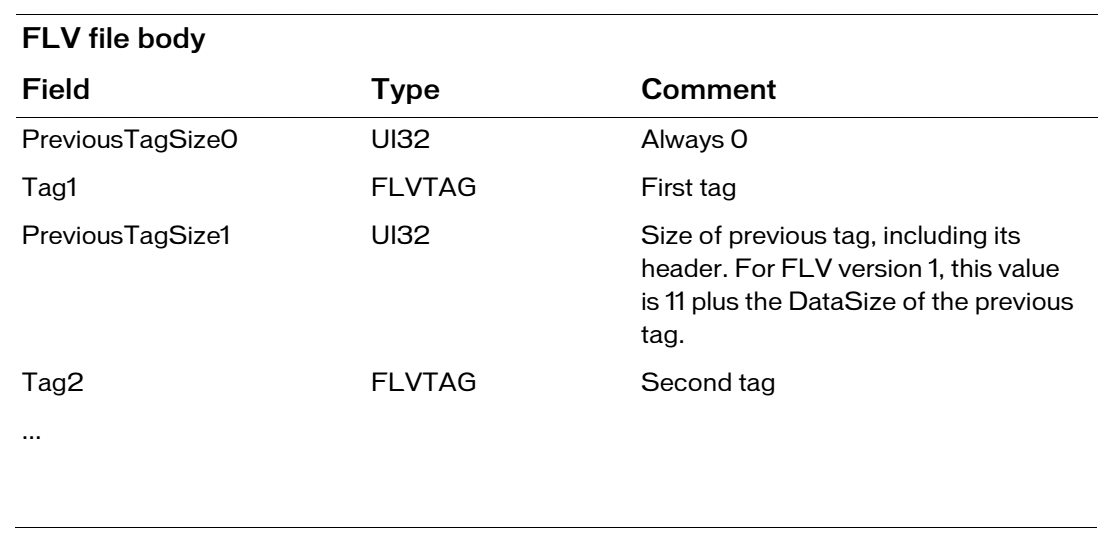 FLV file body
Field Type Comment
PreviousTagSize0 UI32 Always 0
Tag1 FLVTAG First tag
PreviousTagSize1 UI32 Size of previous tag, including its
header. For FLV version 1, this value
is 11 plus the DataSize of the previous
tag.
Tag2 FLVTAG Second tag
...